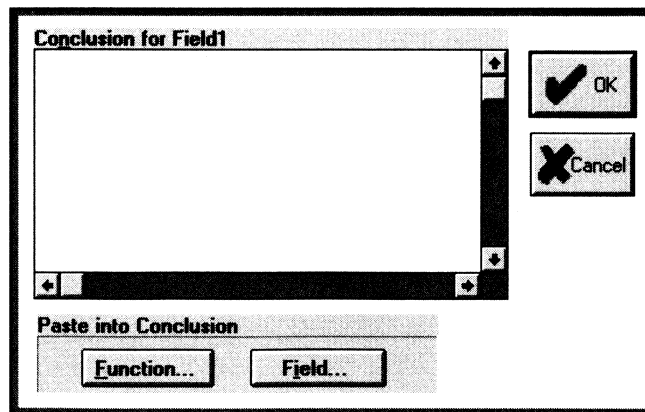 Conclusion for Field1
OK
Cancel
Paste into Conclusion
Function...
Field...